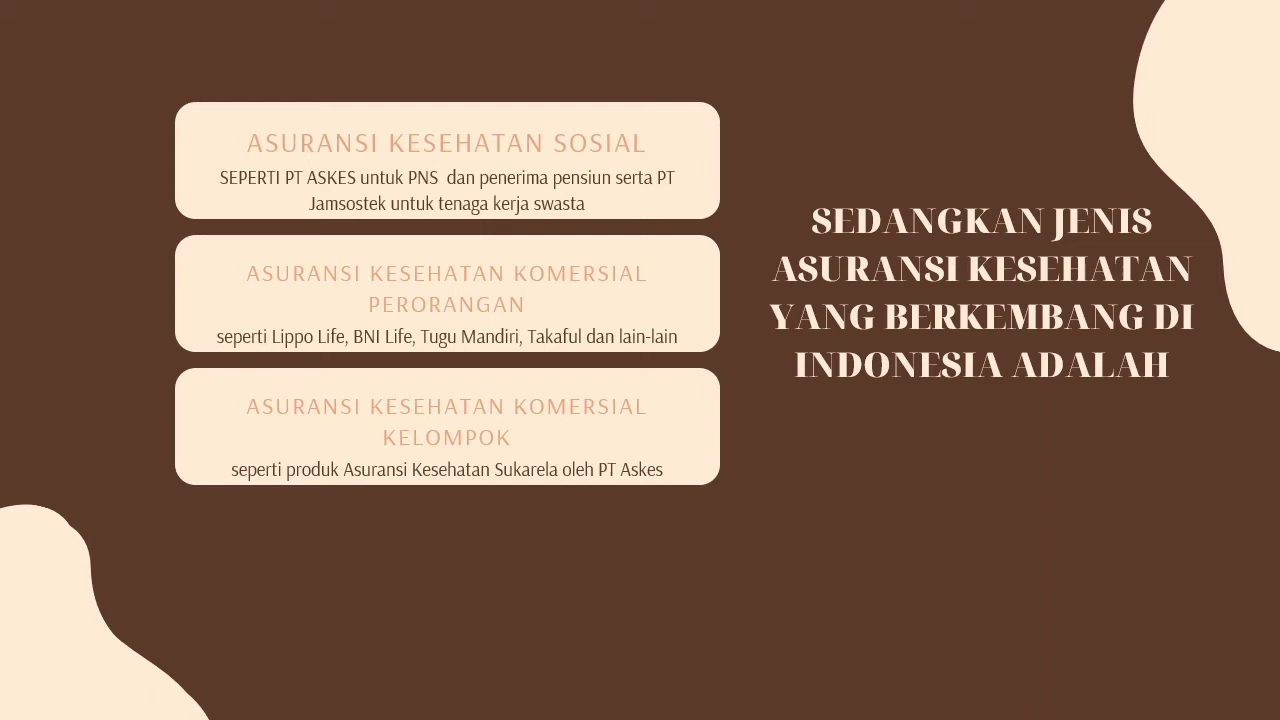 ASURANSI KESEHATAN SOSIAL
SEPERTI PT ASKES untuk PNS  dan penerima pensiun serta PT
Jamsostek untuk tenaga kerja swasta
ASURANSI KESEHATAN KOMERSIAL
PERORANGAN
seperti Lippo Life, BNI Life, Tugu Mandiri, Takaful dan lain-lain
ASURANSI KESEHATAN KOMERSIAL
KELOMPOK
seperti produk Asuransi Kesehatan Sukarela oleh PT Askes
SEDANGKAN JENIS
ASURANSI KESEHATAN
YANG BERKEMBANG DI
INDONESIA ADALAH